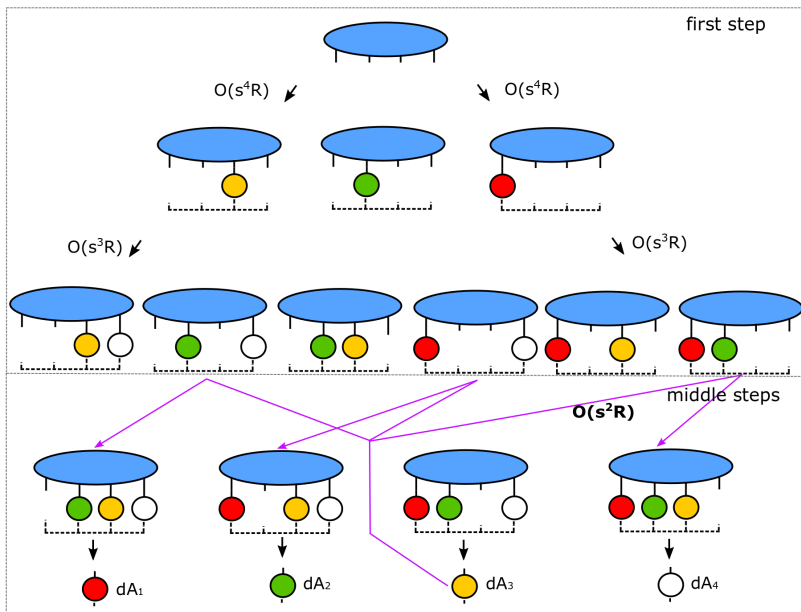 first step
O(s⁴R)
O(s⁴R)
O(s³R)
O(s³R)
middle steps
O(s²R)
dA₁
dA₂
dA₃
dA₄